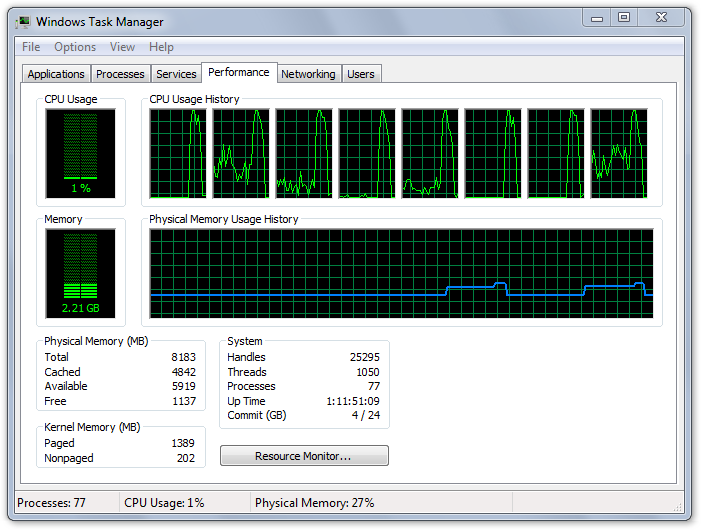 Windows Task Manager
File Options View Help
Applications Processes Services Performance Networking Users
CPU Usage
CPU Usage History
1 %
Memory
Physical Memory Usage History
2.21 GB
Physical Memory (MB)
Total 8183
Cached 4842
Available 5919
Free 1137
System
Handles 25295
Threads 1050
Processes 77
Up Time 1:11:51:09
Commit (GB) 4 / 24
Kernel Memory (MB)
Paged 1389
Nonpaged 202
Resource Monitor...
Processes: 77 CPU Usage: 1% Physical Memory: 27%